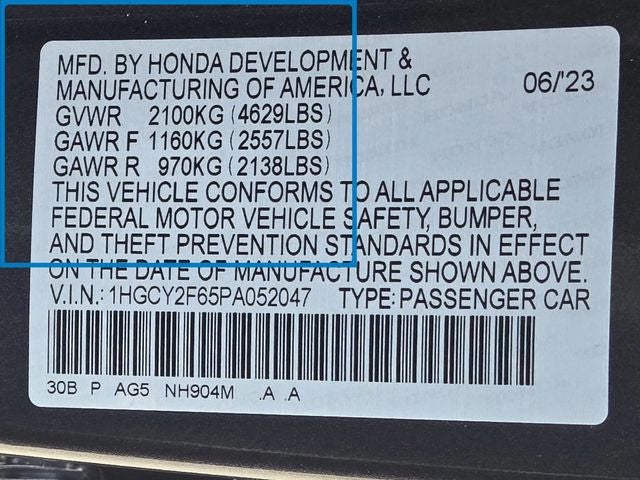 MFD. BY HONDA DEVELOPMENT &
MANUFACTURING OF AMERICA, LLC 06/'23
GVWR 2100KG (4629LBS)
GAWR F 1160KG (2557LBS)
GAWR R 970KG (2138LBS)
THIS VEHICLE CONFORMS TO ALL APPLICABLE
FEDERAL MOTOR VEHICLE SAFETY, BUMPER,
AND THEFT PREVENTION STANDARDS IN EFFECT
ON THE DATE OF MANUFACTURE SHOWN ABOVE.
V.I.N.: 1HGCY2F65PA052047 TYPE: PASSENGER CAR
30B P AG5 NH904M .A .A